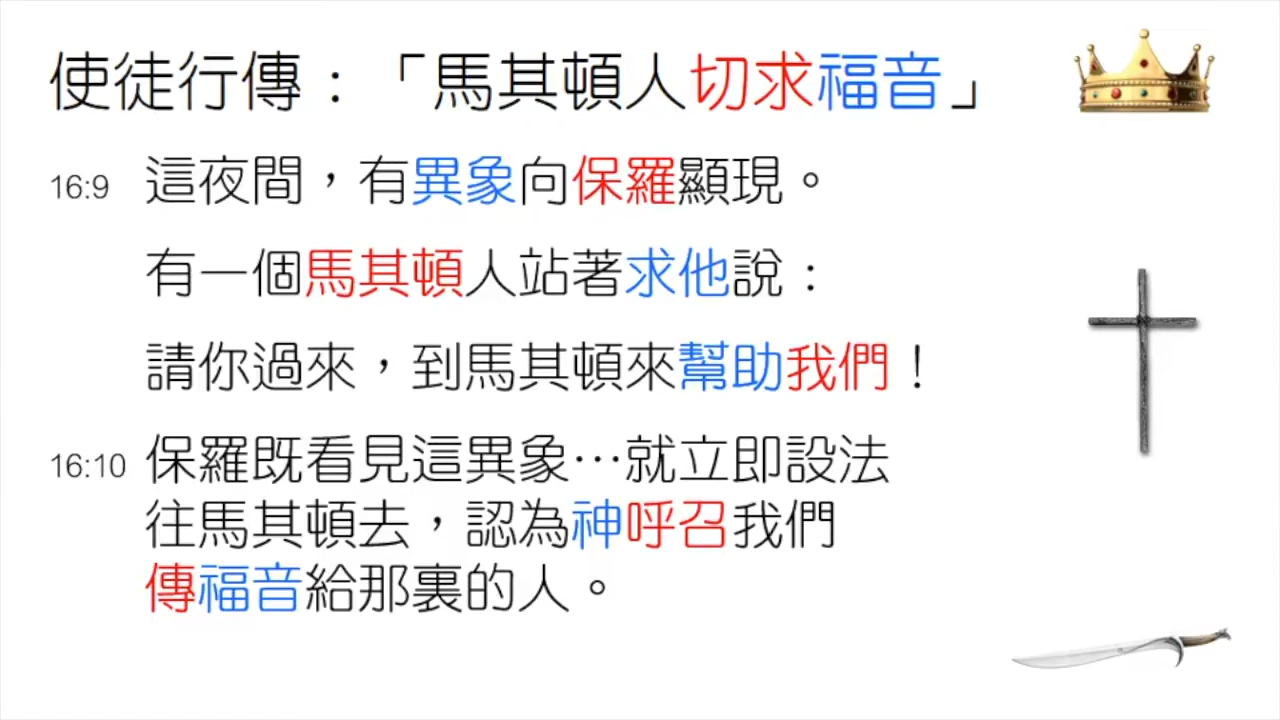 使徒行傳：「馬其頓人切求福音」
16:9 這夜間，有異象向保羅顯現。
有一個馬其頓人站著求他說：
請你過來，到馬其頓來幫助我們！
16:10 保羅既看見這異象…就立即設法
往馬其頓去，認為神呼召我們
傳福音給那裏的人。